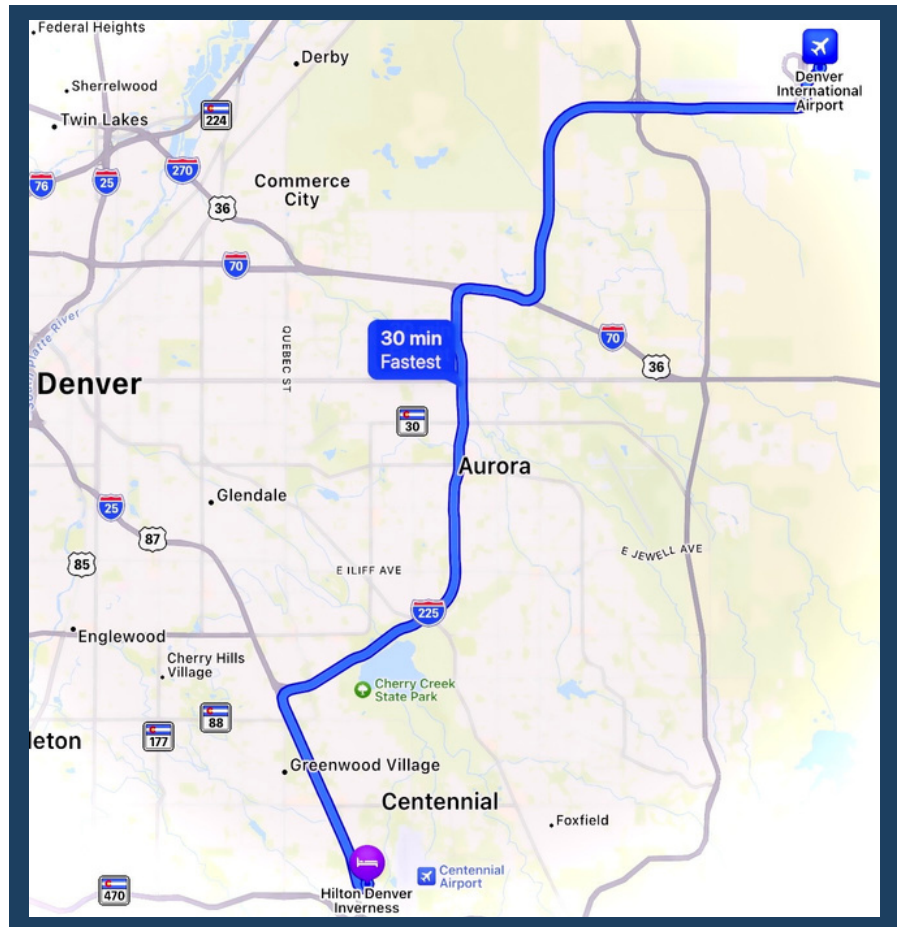 Federal Heights
Derby
Sherrelwood
Twin Lakes
224
Denver
International
Airport
76
25
270
36
Commerce
City
70
QUEBEC ST
30 min
Fastest
70
36
South Platte River
Denver
30
Aurora
Glendale
25
87
85
E JEWELL AVE
E ILIFF AVE
225
Englewood
Cherry Hills
Village
Cherry Creek
State Park
88
177
leton
Greenwood Village
Centennial
Foxfield
470
Hilton Denver
Inverness
Centennial
Airport